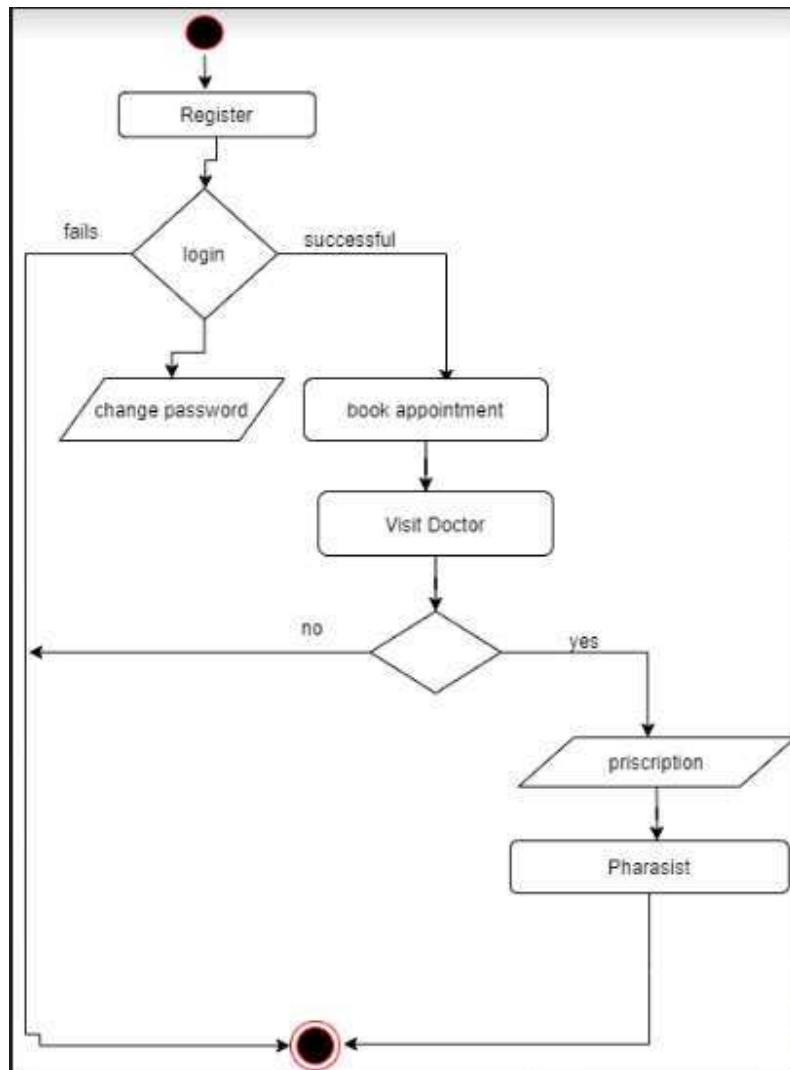 Register
fails
login
successful
change password
book appointment
Visit Doctor
no
yes
priscription
Pharasist